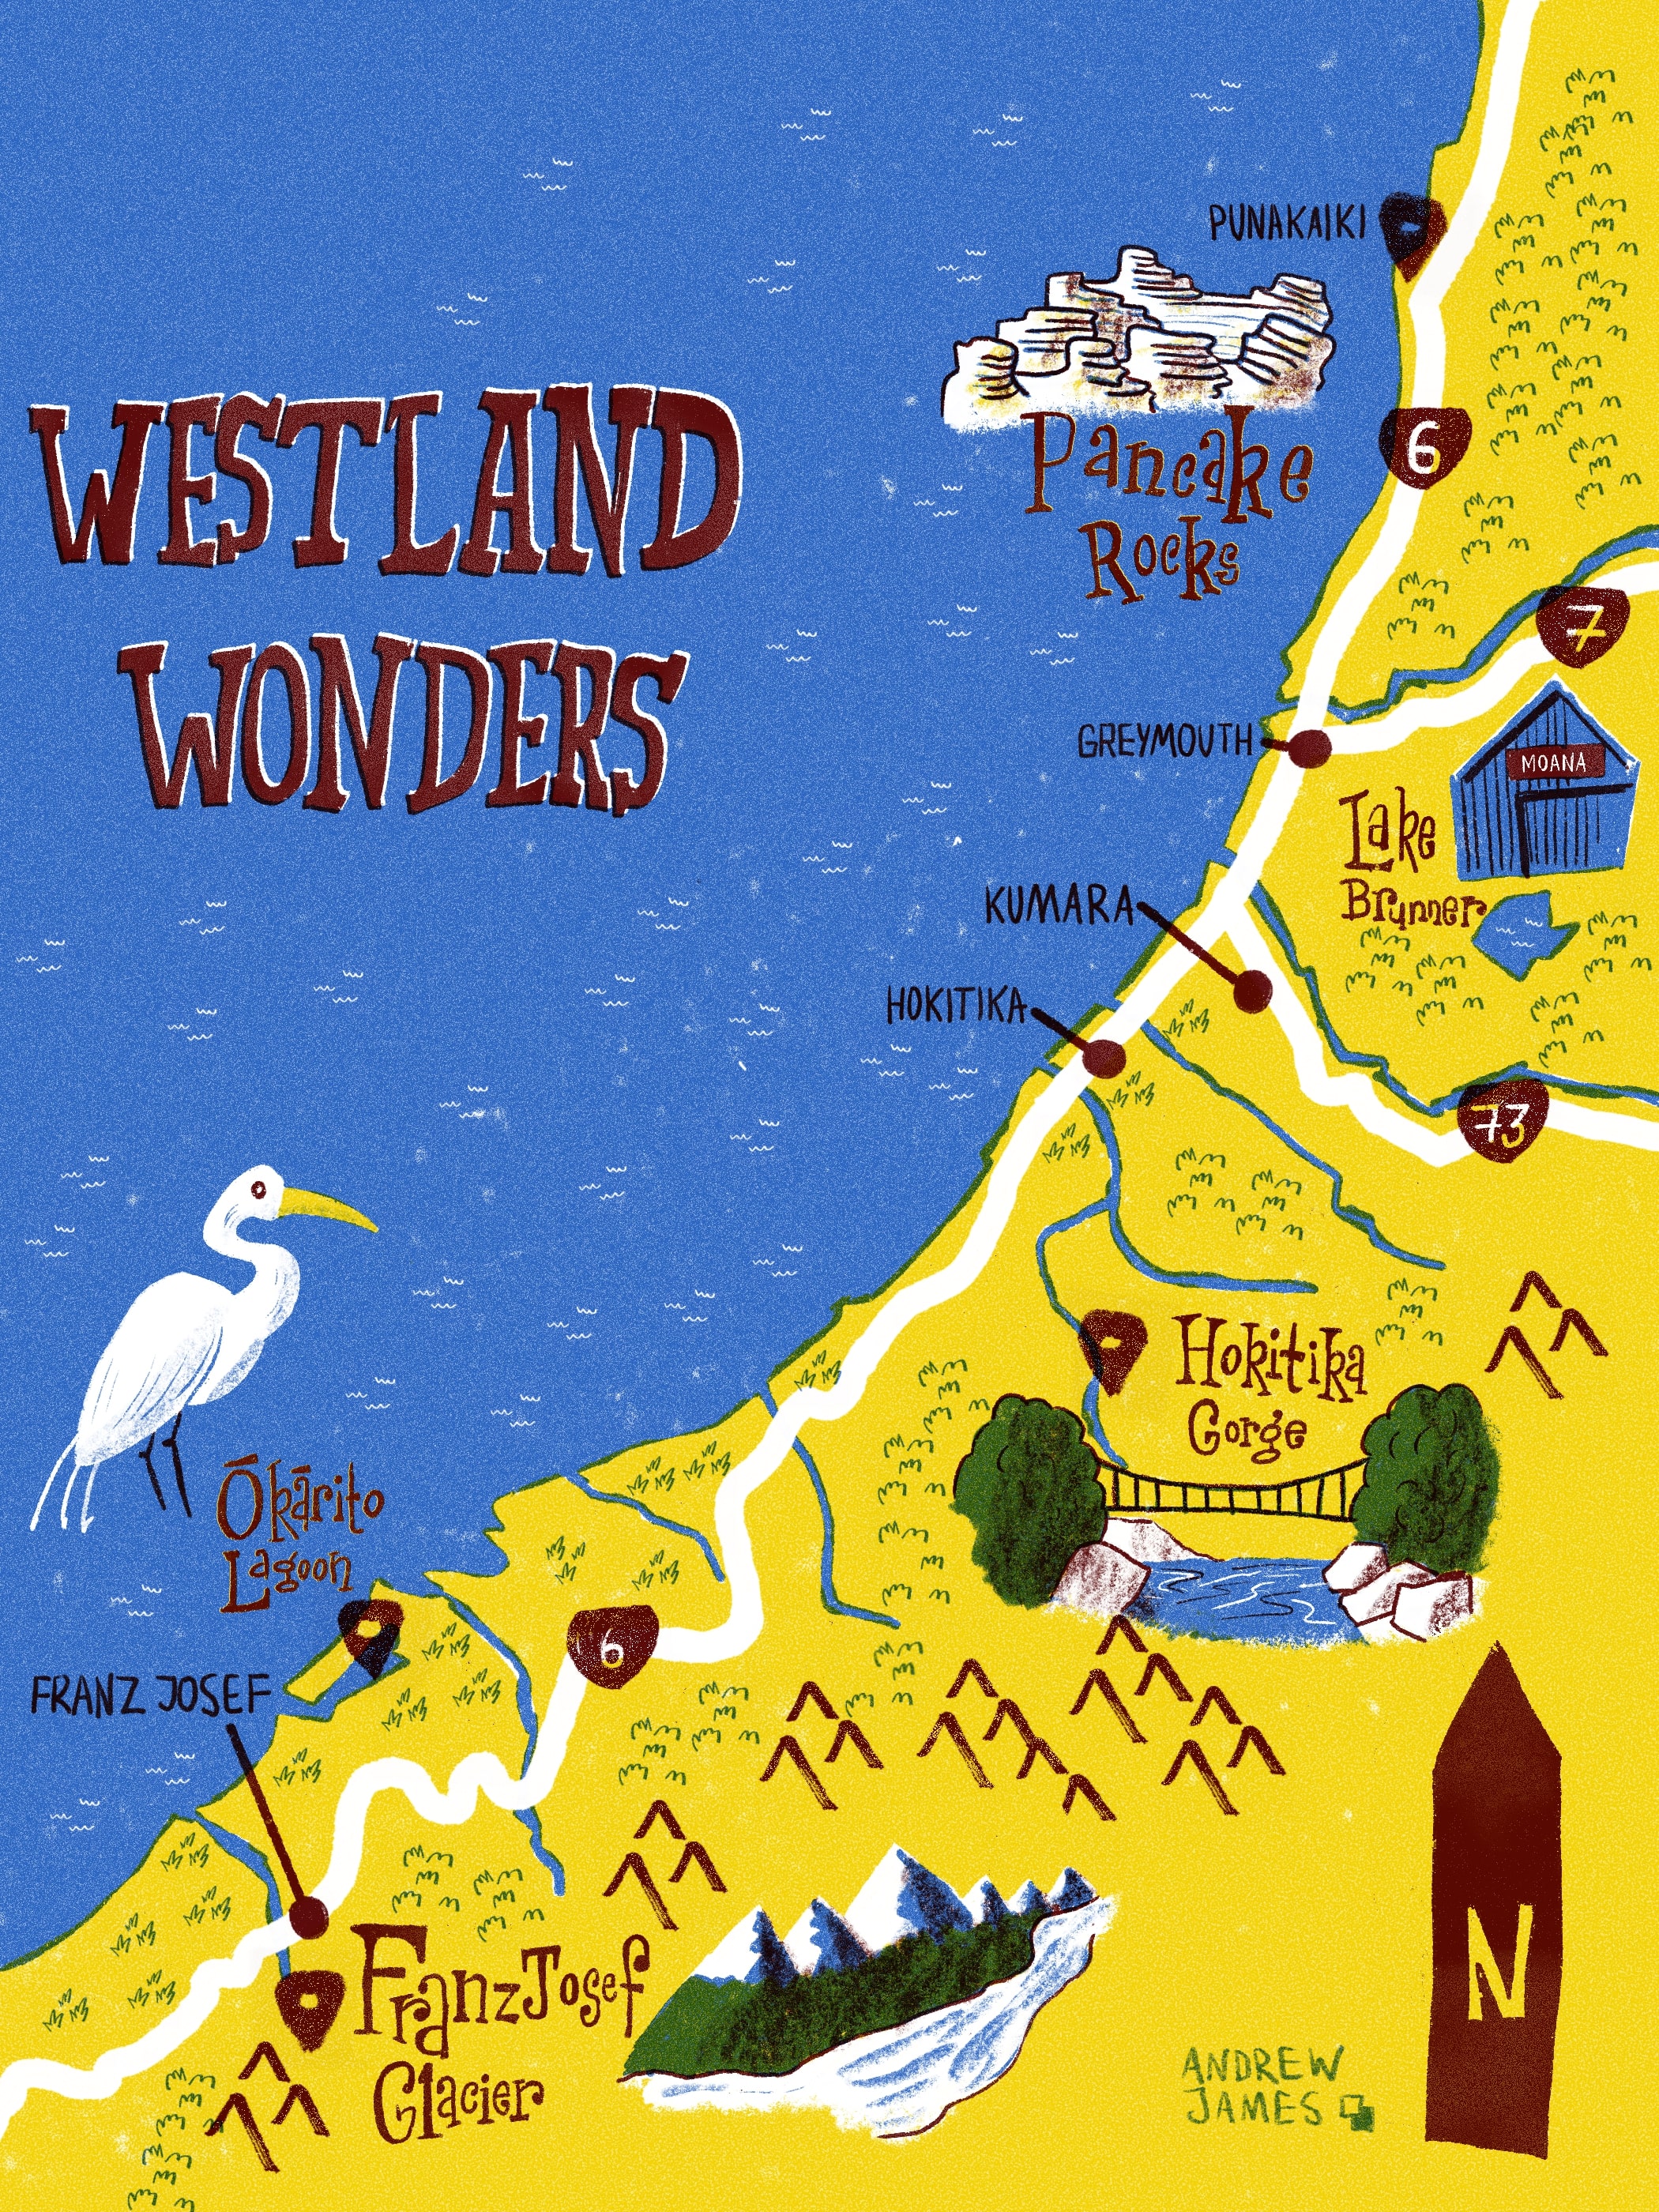 PUNAKAIKI
WESTLAND
WONDERS
Pancake
Rocks
6
7
GREYMOUTH
MOANA
Lake
Brunner
KUMARA
HOKITIKA
73
Hokitika
Gorge
Ōkārito
Lagoon
6
FRANZ JOSEF
Franz Josef
Glacier
N
ANDREW
JAMES